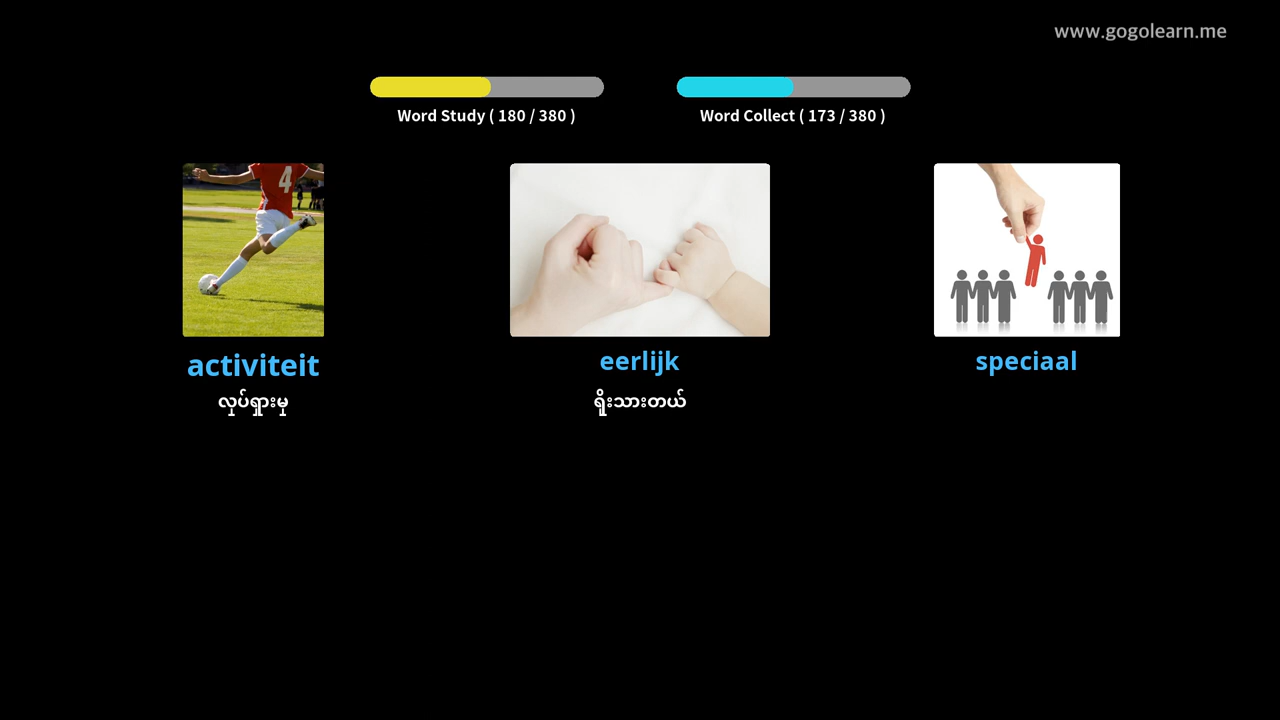 www.gogolearn.me
Word Study ( 180 / 380 )
Word Collect ( 173 / 380 )
4
activiteit
eerlijk
speciaal
လှုပ်ရှားမှု
ရိုးသားတယ်